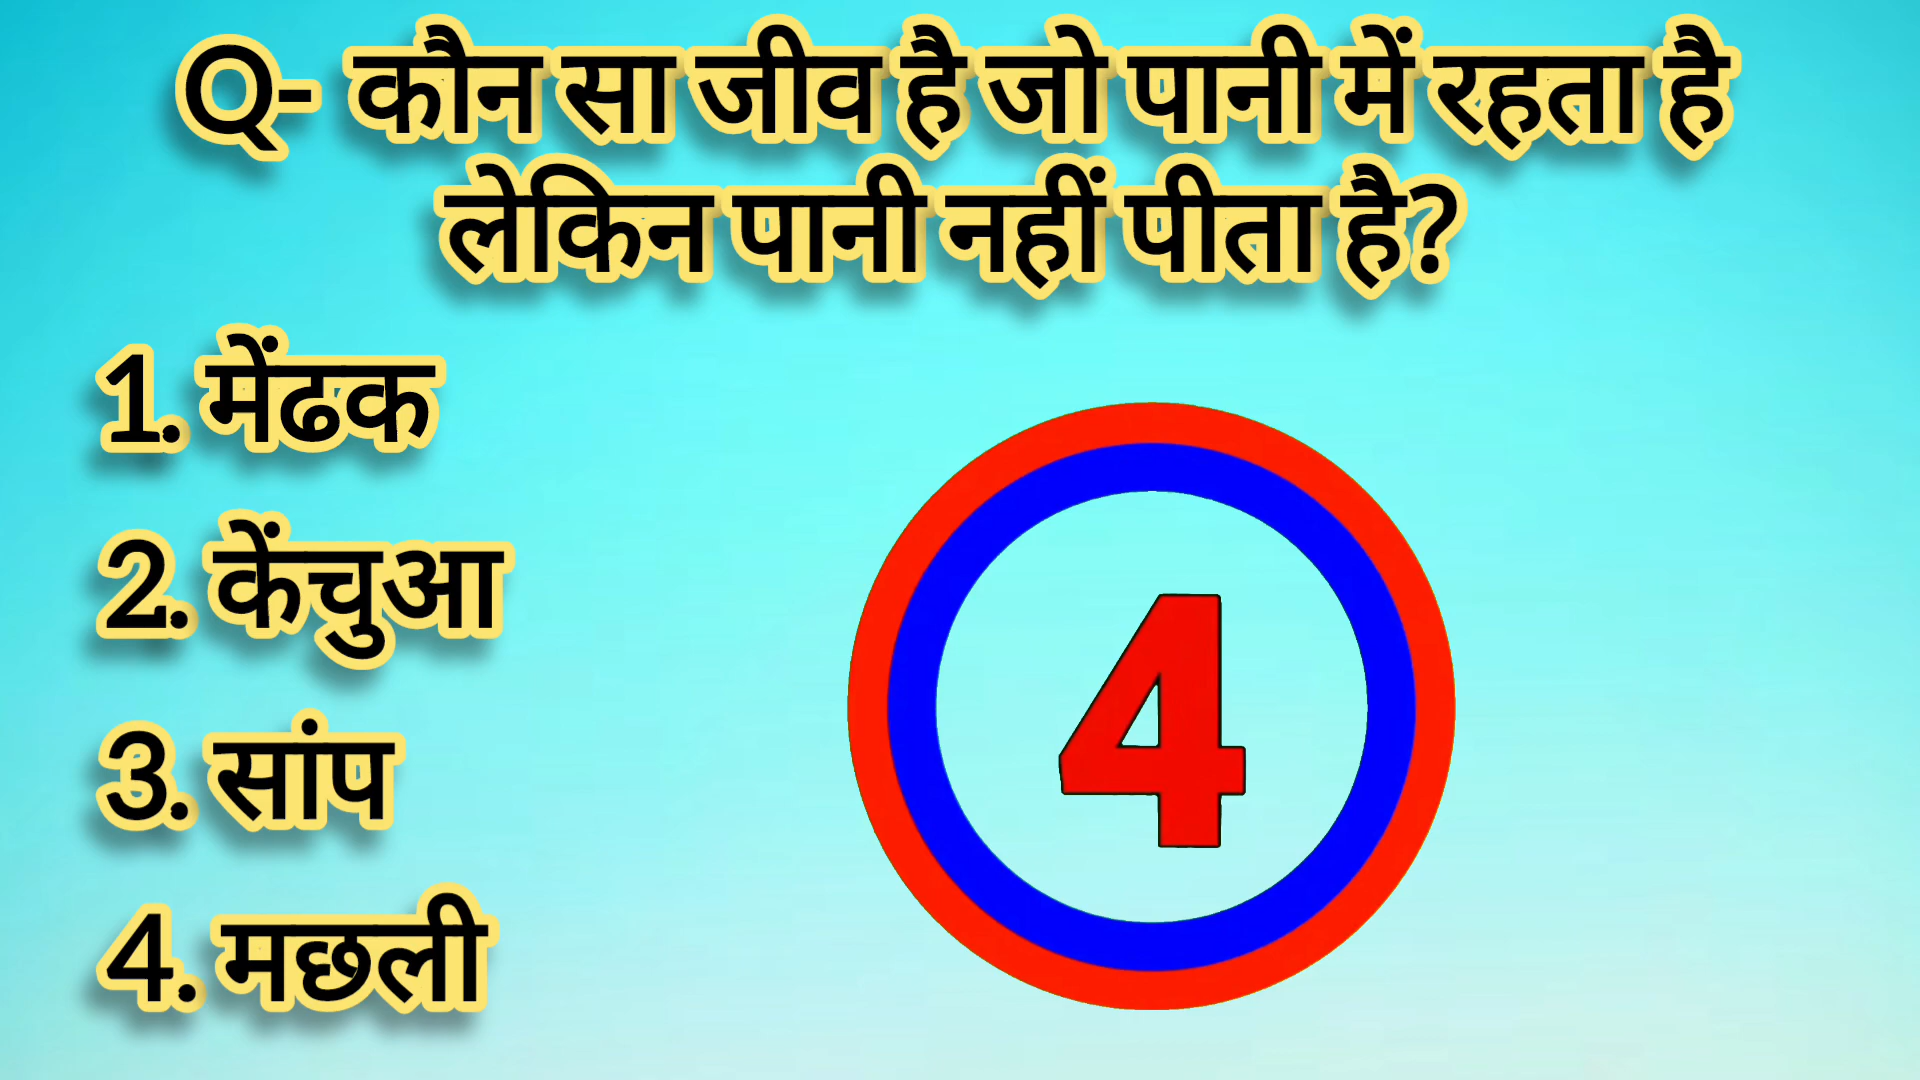 Q- कौन सा जीव है जो पानी में रहता है
लेकिन पानी नहीं पीता है?
1. मेंढक
2. केंचुआ
3. सांप
4. मछली
4